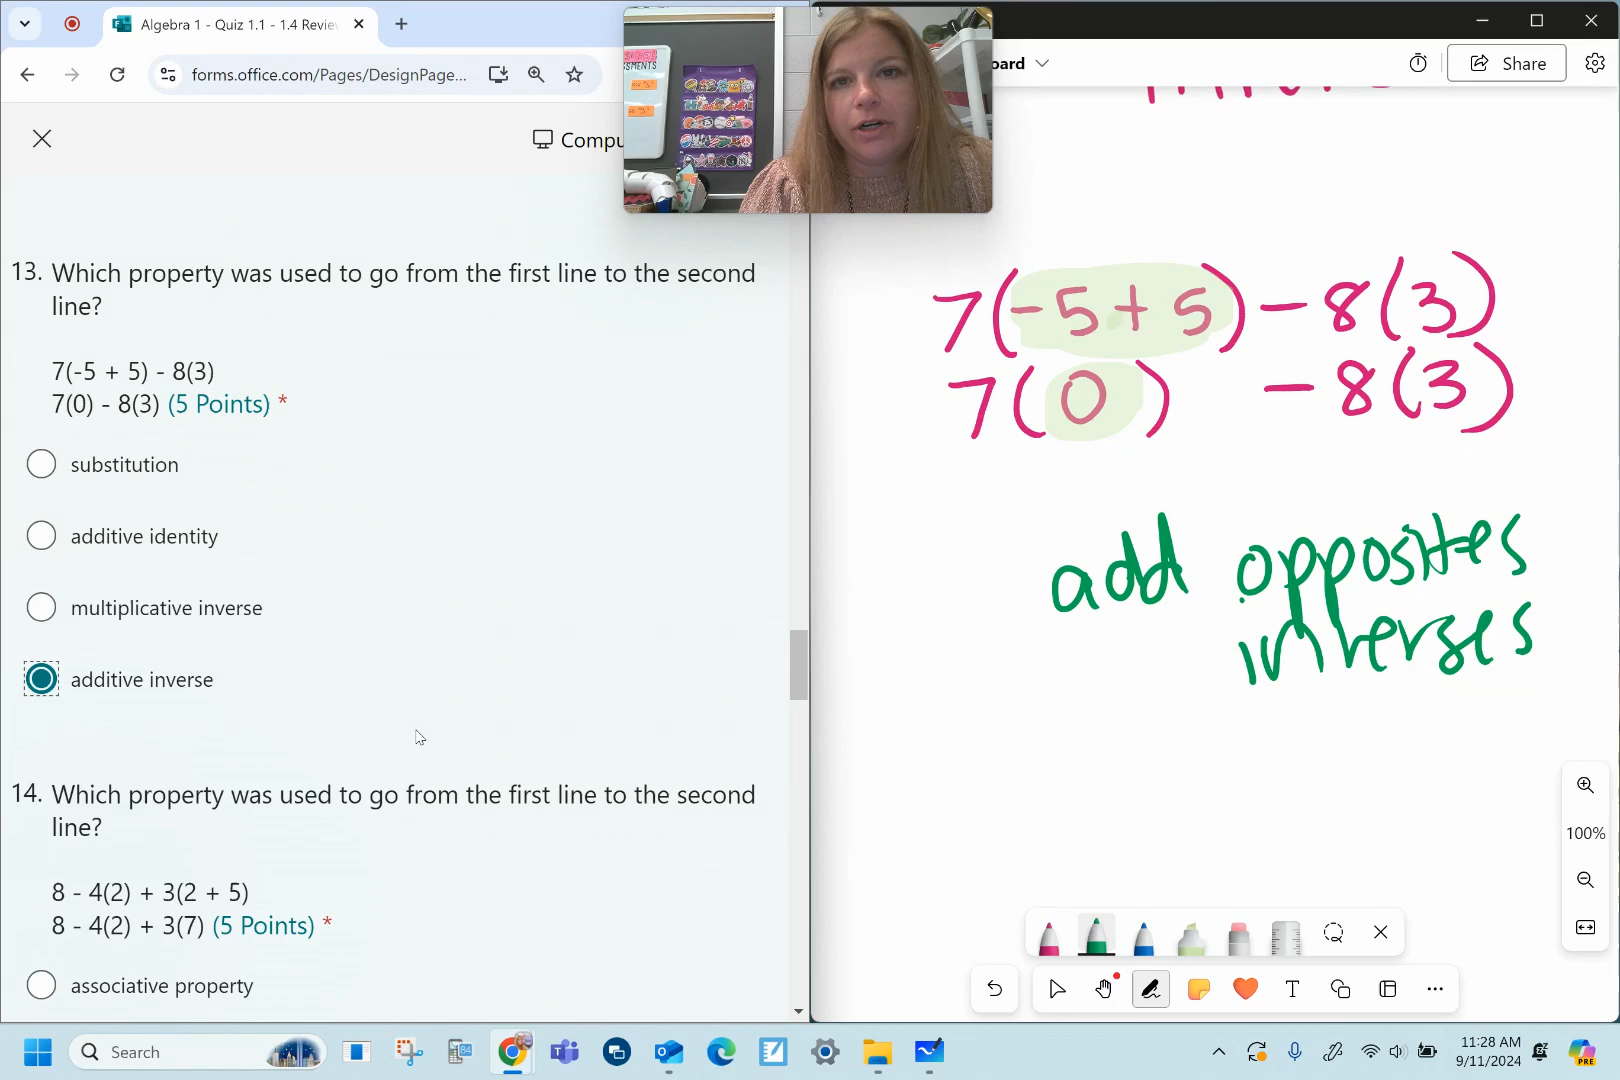 Algebra 1 - Quiz 1.1 - 1.4 Revie
forms.office.com/Pages/DesignPage...
Compu
oard
Share
SMENTS
13. Which property was used to go from the first line to the second
line?
7(-5 + 5) - 8(3)
7(0) - 8(3) (5 Points) *
substitution
additive identity
multiplicative inverse
additive inverse
14. Which property was used to go from the first line to the second
line?
8 - 4(2) + 3(2 + 5)
8 - 4(2) + 3(7) (5 Points) *
associative property
7(-5+5)-8(3)
7(0) -8(3)
add opposites
inverses
100%
T
Search
11:28 AM
9/11/2024
PRE